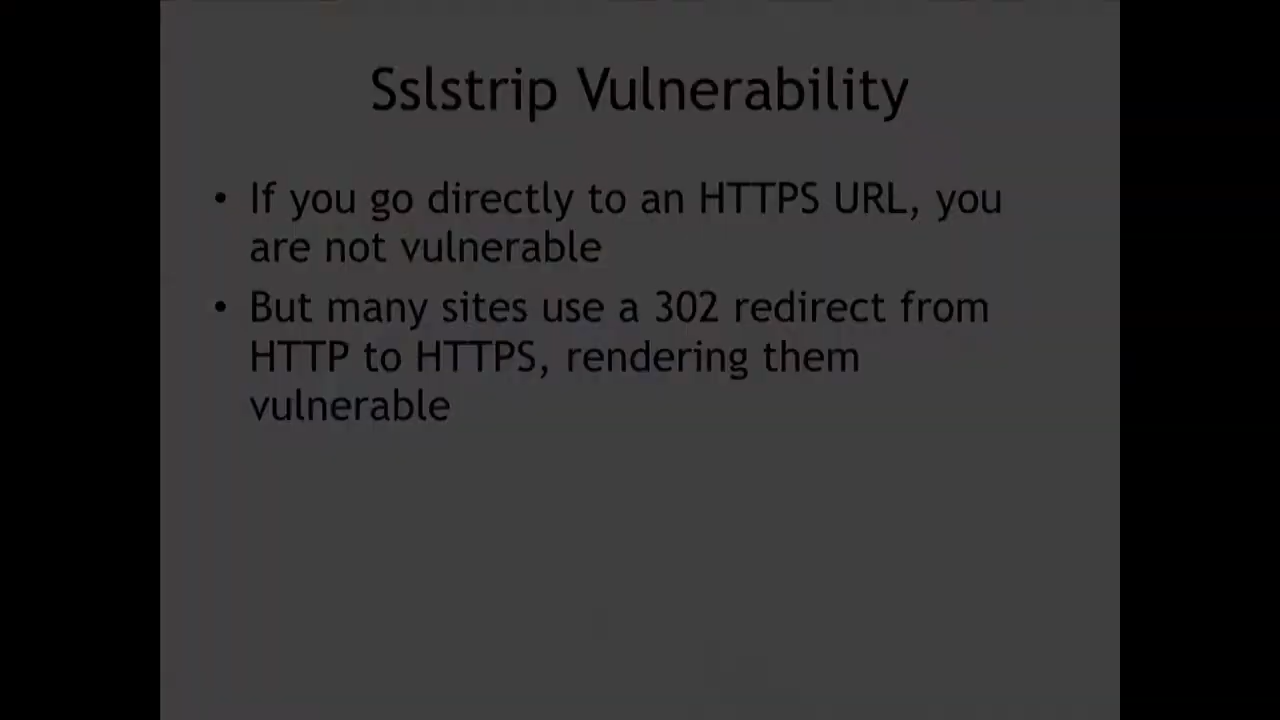 Sslstrip Vulnerability
• If you go directly to an HTTPS URL, you
are not vulnerable
• But many sites use a 302 redirect from
HTTP to HTTPS, rendering them
vulnerable